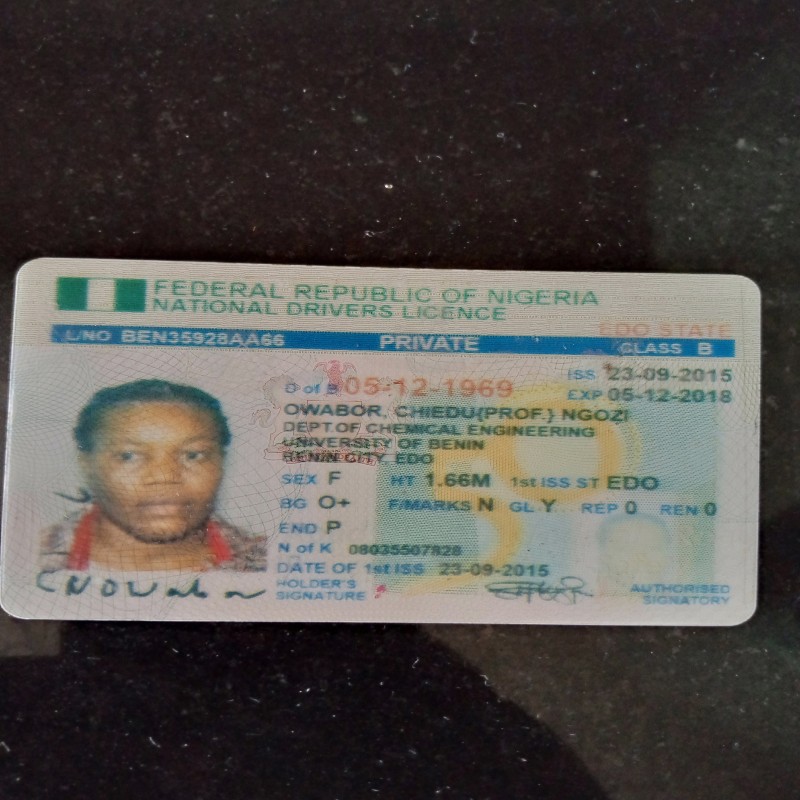 FEDERAL REPUBLIC OF NIGERIA
NATIONAL DRIVERS LICENCE
EDO STATE
L/NO BEN35928AA66 PRIVATE CLASS B
D of B 05-12-1969 ISS 23-09-2015
EXP 05-12-2018
OWABOR, CHIEDU(PROF.) NGOZI
DEPT.OF CHEMICAL ENGINEERING
UNIVERSITY OF BENIN
BENIN CITY, EDO
SEX F HT 1.66M 1st ISS ST EDO
BG O+ F/MARKS N GL Y REP 0 REN 0
END P
N of K 08035507828
DATE OF 1st ISS 23-09-2015
HOLDER'S
SIGNATURE
AUTHORISED
SIGNATORY